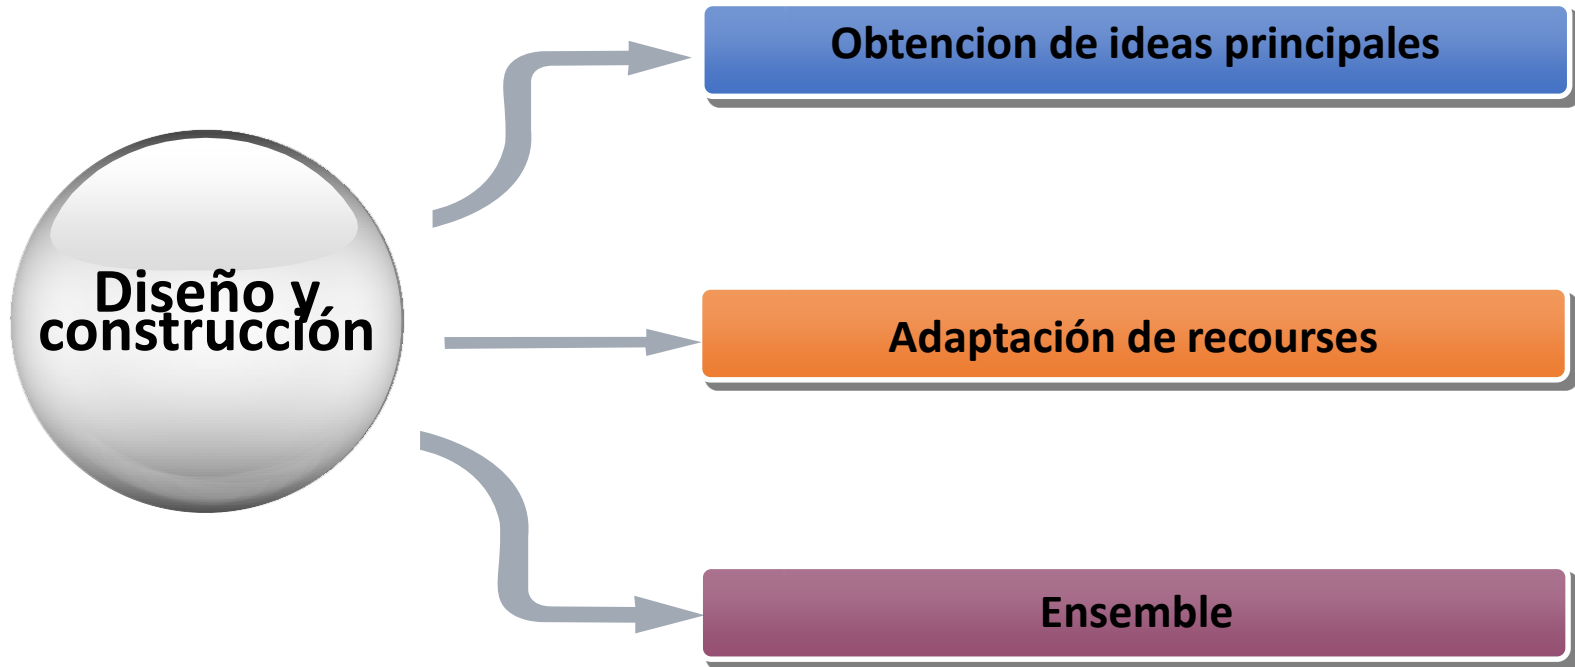 Obtencion de ideas principales
Diseño y
construcción
Adaptación de recourses
Ensemble